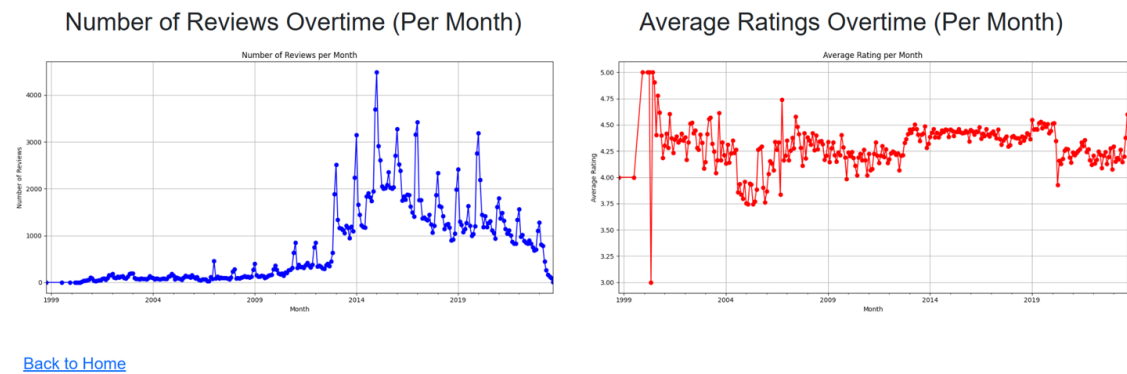 Number of Reviews Overtime (Per Month)
Number of Reviews per Month
Number of Reviews
4000
3000
2000
1000
0
1999 2004 2009 2014 2019
Month
Average Ratings Overtime (Per Month)
Average Rating per Month
Average Rating
5.00
4.75
4.50
4.25
4.00
3.75
3.50
3.25
3.00
1999 2004 2009 2014 2019
Month
Back to Home